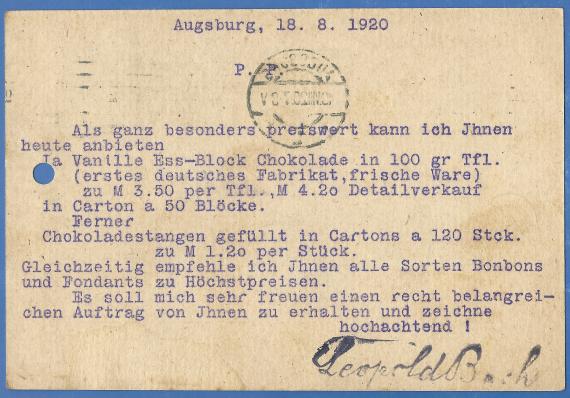 Augsburg, 18. 8. 1920
P. P.
Als ganz besonders preiswert kann ich Jhnen
heute anbieten
Ia Vanille Ess-Block Chokolade in 100 gr Tfl.
(erstes deutsches Fabrikat,frische Ware)
zu M 3.50 per Tfl.,M 4.2o Detailverkauf
in Carton a 50 Blöcke.
Ferner
Chokoladestangen gefüllt in Cartons a 120 Stck.
zu M 1.2o per Stück.
Gleichzeitig empfehle ich Jhnen alle Sorten Bonbons
und Fondants zu Höchstpreisen.
Es soll mich sehr freuen einen recht belangrei-
chen Auftrag von Jhnen zu erhalten und zeichne
hochachtend !
Leopold Bach